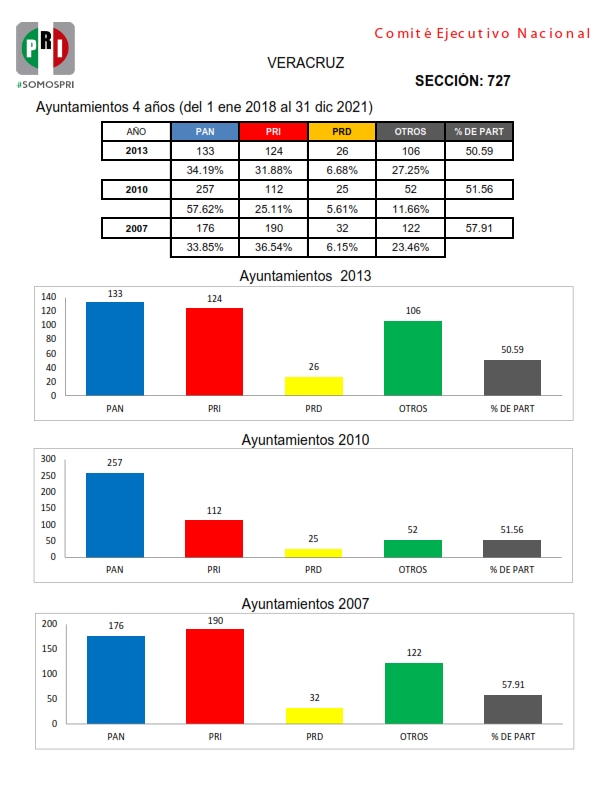 Comité Ejecutivo Nacional
PRI
#SOMOSPRI
VERACRUZ
SECCIÓN: 727
Ayuntamientos 4 años (del 1 ene 2018 al 31 dic 2021)
AÑO PAN PRI PRD OTROS % DE PART
2013 133 124 26 106 50.59
34.19% 31.88% 6.68% 27.25%
2010 257 112 25 52 51.56
57.62% 25.11% 5.61% 11.66%
2007 176 190 32 122 57.91
33.85% 36.54% 6.15% 23.46%
Ayuntamientos 2013
140
120
100
80
60
40
20
0
133 124 26 106 50.59
PAN PRI PRD OTROS % DE PART
Ayuntamientos 2010
300
250
200
150
100
50
0
257 112 25 52 51.56
PAN PRI PRD OTROS % DE PART
Ayuntamientos 2007
200
150
100
50
0
176 190 32 122 57.91
PAN PRI PRD OTROS % DE PART